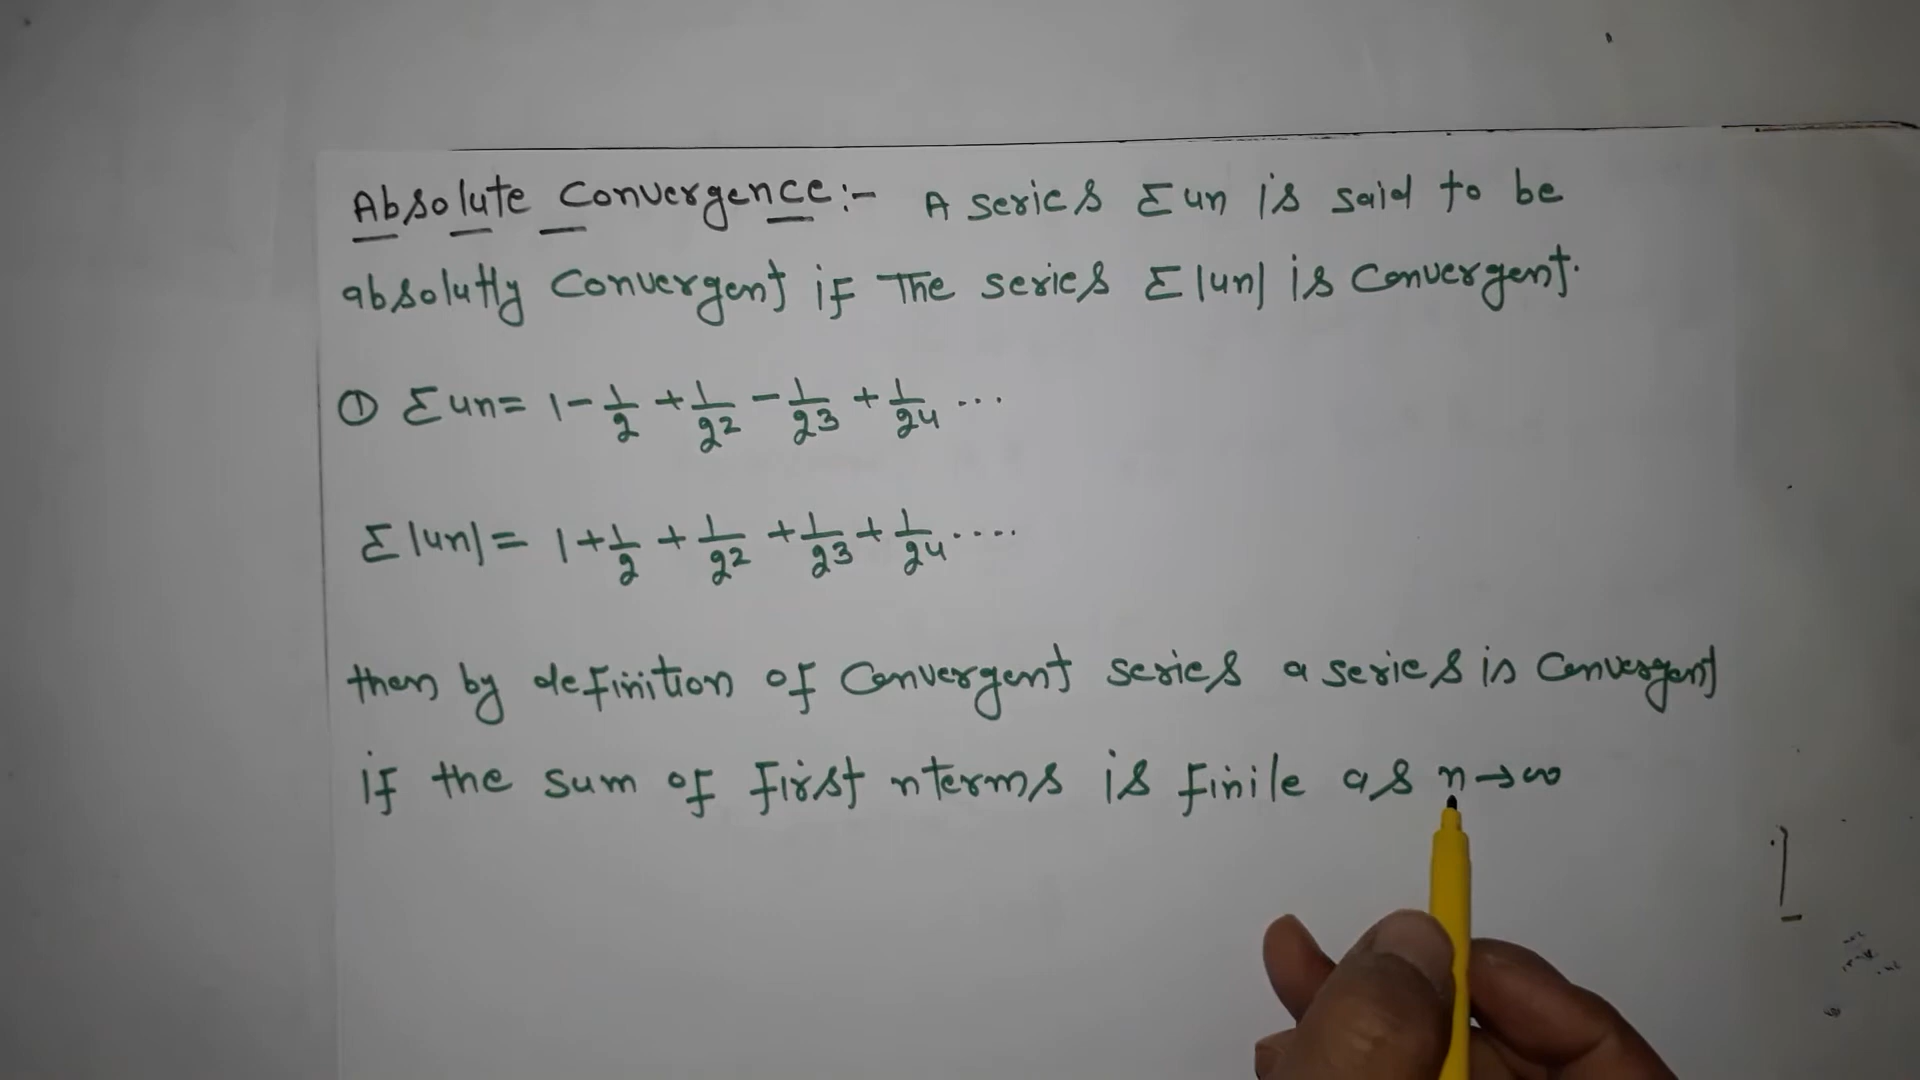 Absolute Convergence:- A series Σun is said to be
absolutly convergent if The series Σ|un| is convergent.
① Σun= 1-1/2+1/2²-1/2³+1/2⁴...
Σ|un|= 1+1/2+1/2²+1/2³+1/2⁴....
then by definition of convergent series a series is convergent
if the sum of first n terms is finile as n→∞